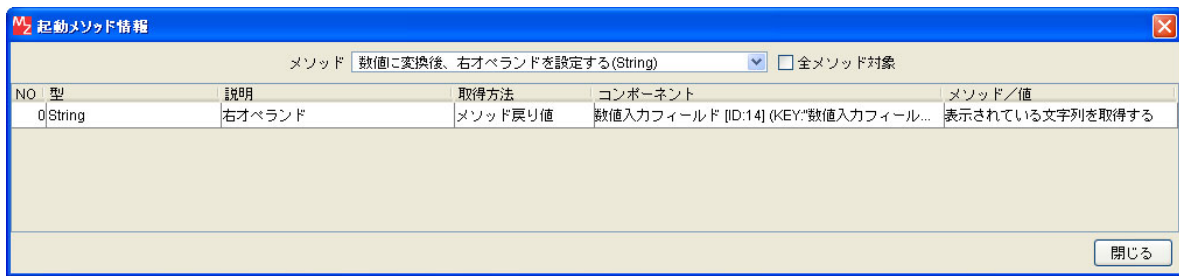 MZ 起動メソッド情報
メソッド 数値に変換後、右オペランドを設定する(String) 全メソッド対象
NO 型 説明 取得方法 コンポーネント メソッド／値
0 String 右オペランド メソッド戻り値 数値入力フィールド [ID:14] (KEY:"数値入力フィール... 表示されている文字列を取得する
閉じる